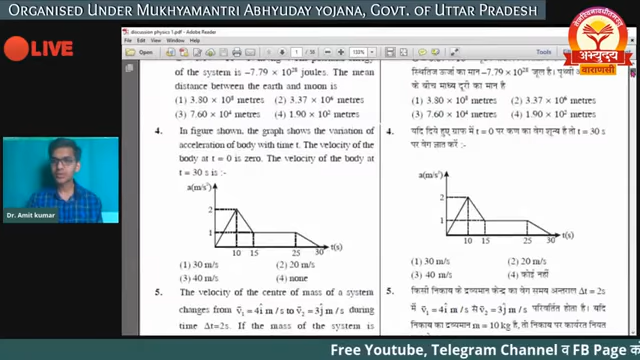 ORGANISED UNDER MUKHYAMANTRI ABHYUDAY YOJANA, GOVT. OF UTTAR PRADESH
LIVE
discussion physics 1.pdf - Adobe Reader
of the system is −7.79 × 10²⁸ joules. The mean
distance between the earth and moon is
(1) 3.80 × 10⁸ metres (2) 3.37 × 10⁶ metres
(3) 7.60 × 10⁴ metres (4) 1.90 × 10² metres
4. In figure shown, the graph shows the variation of
acceleration of body with time t. The velocity of
the body at t = 0 is zero. The velocity of the body at
t = 30 s is :-
a(m/s²)
2
1
10 15 25 30 t(s)
(1) 30 m/s (2) 20 m/s
(3) 40 m/s (4) none
5. The velocity of the centre of mass of a system
changes from v̄₁ = 4î m / s to v̄₂ = 3ĵ m / s during
time Δt=2s. If the mass of the system is
स्थितिज ऊर्जा का मान −7.79 × 10²⁸ जूल है। पृथ्वी
के बीच माध्य दूरी का मान है
(1) 3.80 × 10⁸ metres (2) 3.37 × 10⁶ metres
(3) 7.60 × 10⁴ metres (4) 1.90 × 10² metres
4. यदि दिये हुए ग्राफ में t = 0 पर कण का वेग शून्य है तो t = 30 s
पर वेग ज्ञात करें:
a(m/s²)
2
1
10 15 25 30 t(s)
(1) 30 m/s (2) 20 m/s
(3) 40 m/s (4) कोई नहीं
5. किसी निकाय के द्रव्यमान केन्द्र का वेग समय अन्तराल Δt = 2s
में v̄₁ = 4î m / s से v̄₂ = 3ĵ m / s परिवर्तित होता है। यदि
निकाय का द्रव्यमान m = 10 kg है, तो निकाय पर कार्यरत नियत
अभ्युदय
वाराणसी
Dr. Amit kumar
Free Youtube, Telegram Channel व FB Page क